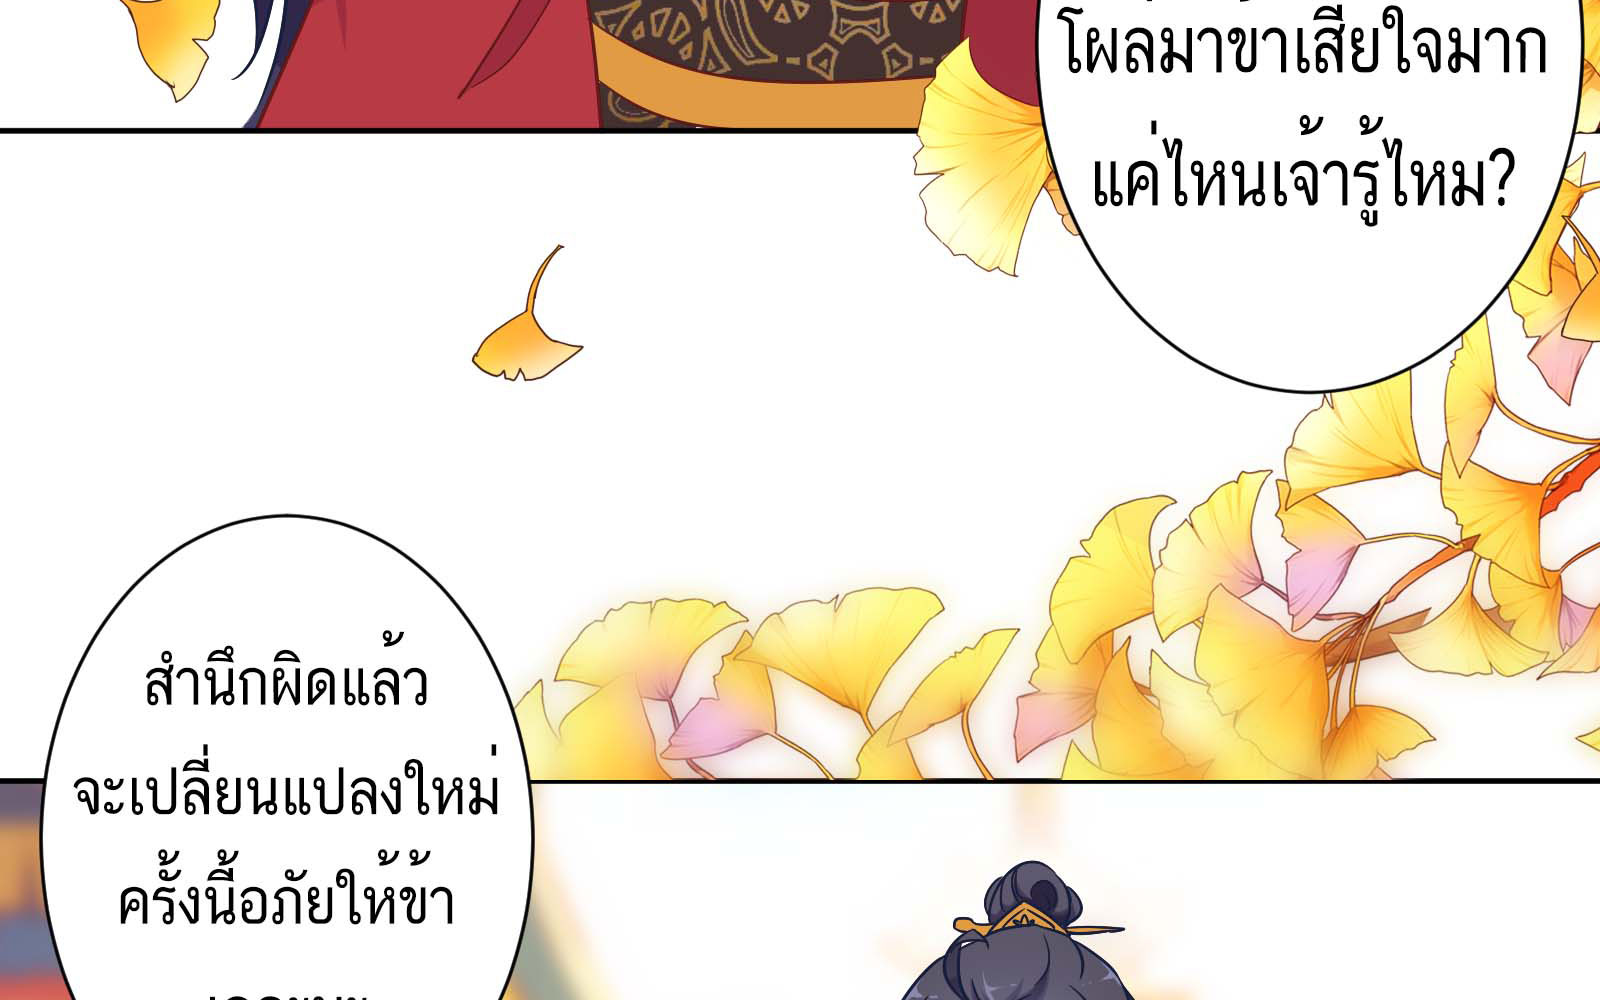 โผลมาขาเสียใจมาก
แค่ไหนเจ้ารู้ไหม?
สำนึกผิดแล้ว
จะเปลี่ยนแปลงใหม่
ครั้งนี้อภัยให้ข้า